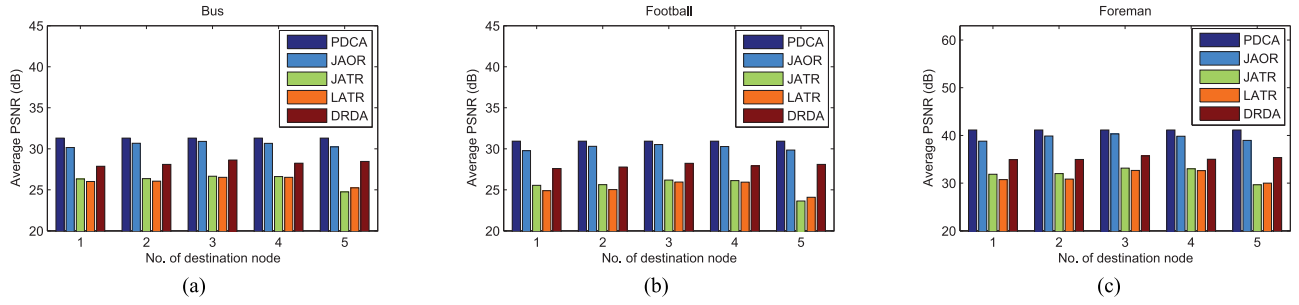 Bus
45
40
35
30
25
20
Average PSNR (dB)
PDCA
JAOR
JATR
LATR
DRDA
1 2 3 4 5
No. of destination node
(a)
Football
45
40
35
30
25
20
Average PSNR (dB)
PDCA
JAOR
JATR
LATR
DRDA
1 2 3 4 5
No. of destination node
(b)
Foreman
60
50
40
30
20
Average PSNR (dB)
PDCA
JAOR
JATR
LATR
DRDA
1 2 3 4 5
No. of destination node
(c)